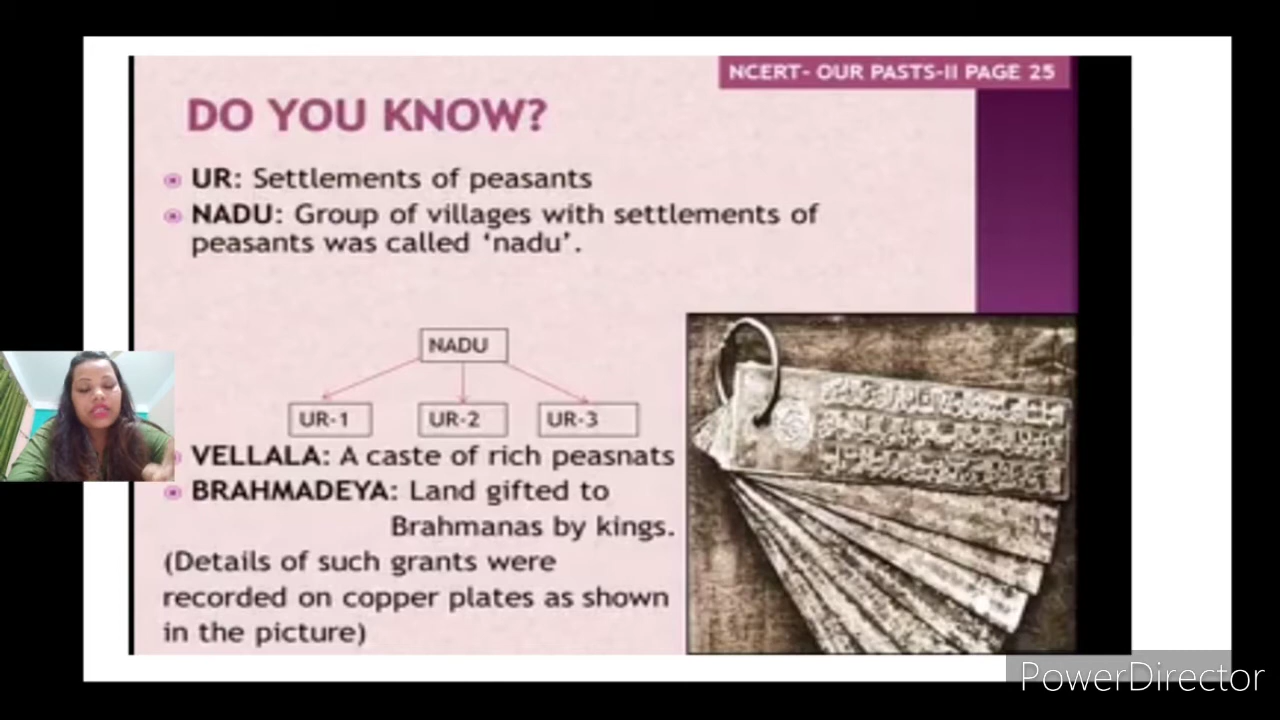 NCERT- OUR PASTS-II PAGE 25
DO YOU KNOW?
UR: Settlements of peasants
NADU: Group of villages with settlements of
peasants was called ‘nadu’.
NADU
UR-1 UR-2 UR-3
VELLALA: A caste of rich peasnats
BRAHMADEYA: Land gifted to
Brahmanas by kings.
(Details of such grants were
recorded on copper plates as shown
in the picture)
PowerDirector